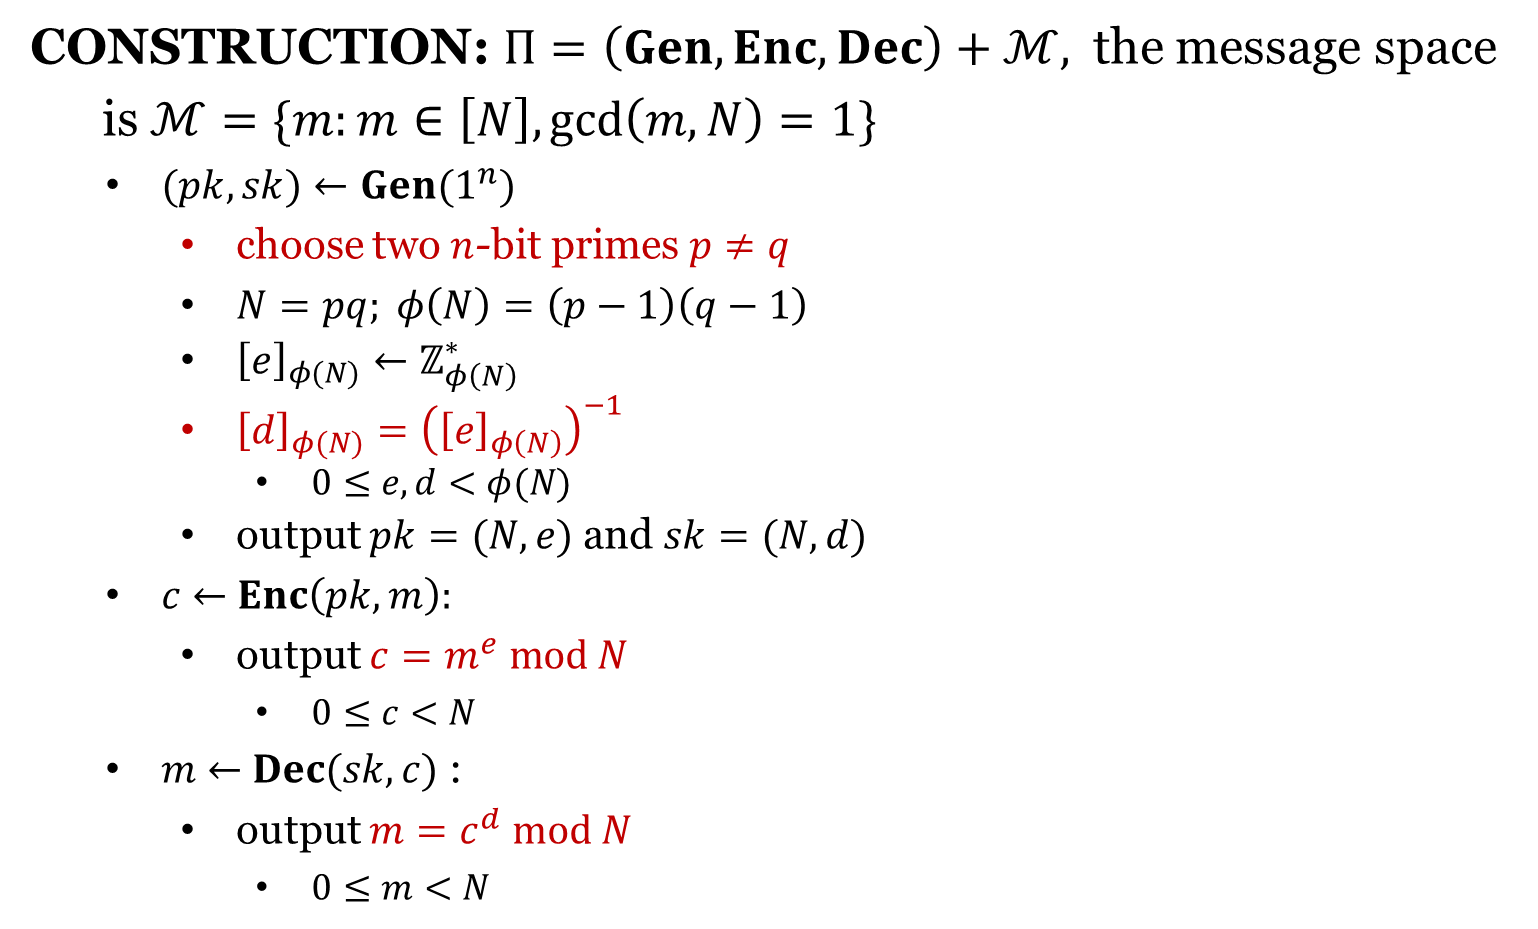 CONSTRUCTION: Π = (Gen, Enc, Dec) + ℳ, the message space
is ℳ = {m: m ∈ [N], gcd(m, N) = 1}
• (pk, sk) ← Gen(1ⁿ)
• choose two n-bit primes p ≠ q
• N = pq; ϕ(N) = (p − 1)(q − 1)
• [e]_{ϕ(N)} ← ℤ*_{ϕ(N)}
• [d]_{ϕ(N)} = ([e]_{ϕ(N)})⁻¹
• 0 ≤ e, d < ϕ(N)
• output pk = (N, e) and sk = (N, d)
• c ← Enc(pk, m):
• output c = mᵉ mod N
• 0 ≤ c < N
• m ← Dec(sk, c) :
• output m = cᵈ mod N
• 0 ≤ m < N